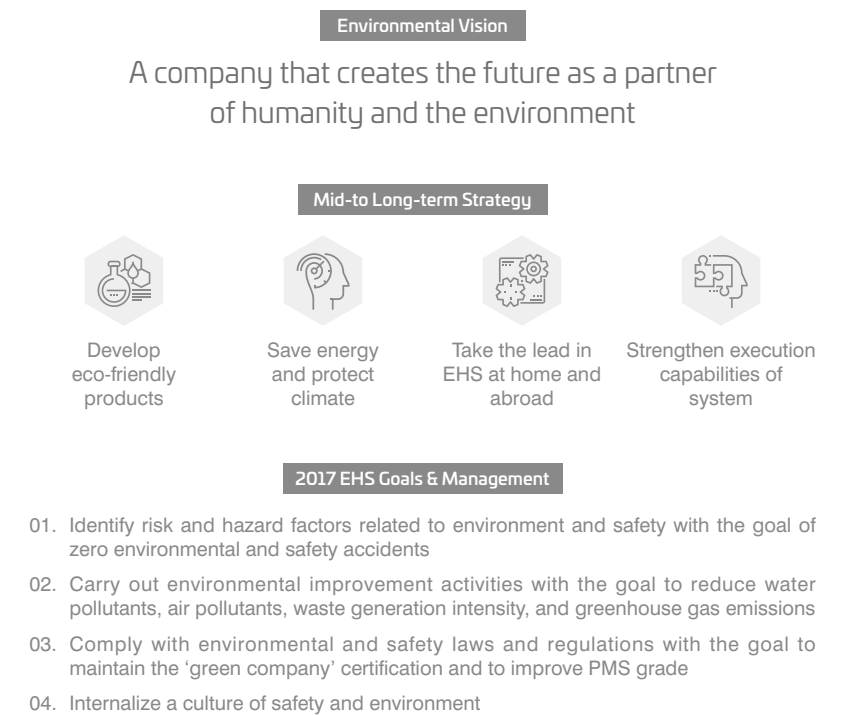 Environmental Vision
A company that creates the future as a partner
of humanity and the environment
Mid-to Long-term Strategy
Develop
eco-friendly
products
Save energy
and protect
climate
Take the lead in
EHS at home and
abroad
Strengthen execution
capabilities of
system
2017 EHS Goals & Management
01. Identify risk and hazard factors related to environment and safety with the goal of
zero environmental and safety accidents
02. Carry out environmental improvement activities with the goal to reduce water
pollutants, air pollutants, waste generation intensity, and greenhouse gas emissions
03. Comply with environmental and safety laws and regulations with the goal to
maintain the ‘green company’ certification and to improve PMS grade
04. Internalize a culture of safety and environment